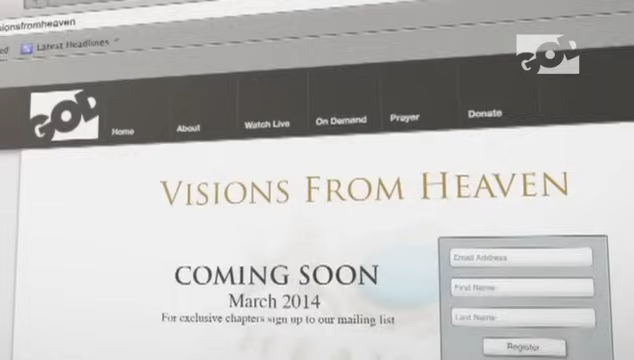 ionsfromheaven
Latest Headlines
GOD
GOD
Home About Watch Live On Demand Prayer Donate
VISIONS FROM HEAVEN
COMING SOON
March 2014
For exclusive chapters sign up to our mailing list
Email Address
First Name
Last Name
Register